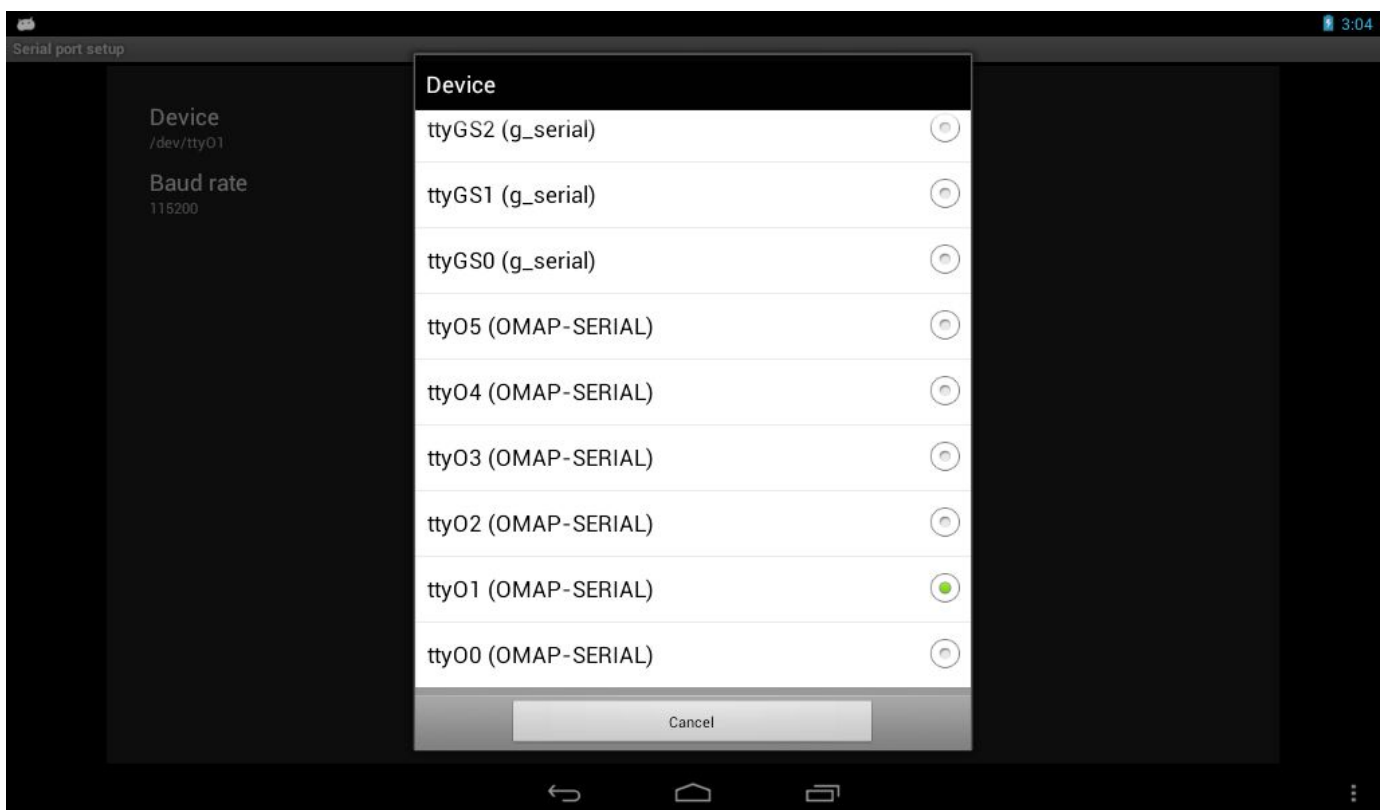 3:04
Serial port setup
Device
/dev/ttyO1
Baud rate
115200
Device
ttyGS2 (g_serial)
ttyGS1 (g_serial)
ttyGS0 (g_serial)
ttyO5 (OMAP-SERIAL)
ttyO4 (OMAP-SERIAL)
ttyO3 (OMAP-SERIAL)
ttyO2 (OMAP-SERIAL)
ttyO1 (OMAP-SERIAL)
ttyO0 (OMAP-SERIAL)
Cancel